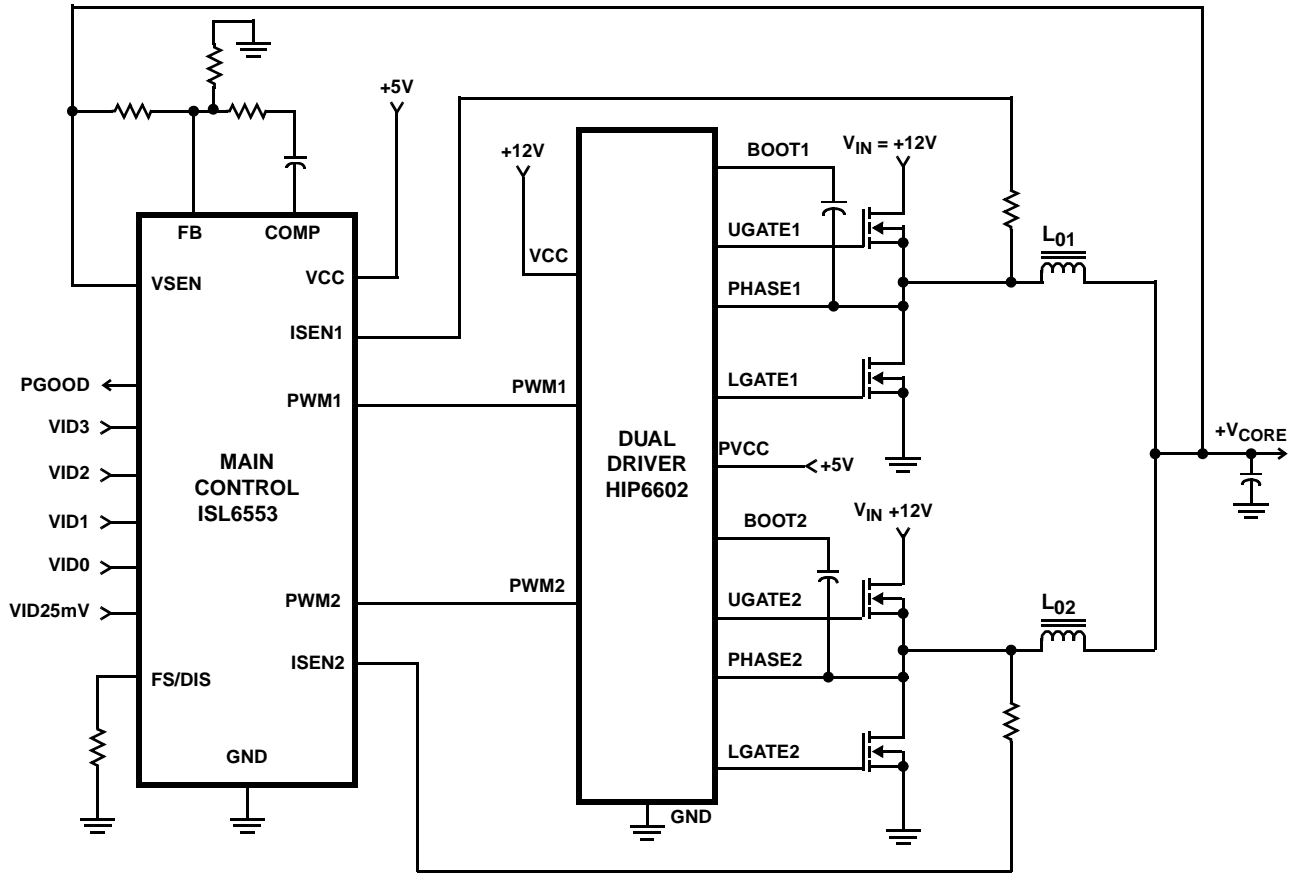 +5V
+12V
BOOT1
VIN = +12V
FB
COMP
UGATE1
L01
VCC
VCC
VSEN
PHASE1
ISEN1
PGOOD
PWM1
PWM1
LGATE1
VID3
+VCORE
DUAL
DRIVER
HIP6602
PVCC
+5V
MAIN
CONTROL
ISL6553
VID2
VID1
BOOT2
VIN +12V
VID0
PWM2
PWM2
UGATE2
L02
VID25mV
ISEN2
PHASE2
FS/DIS
GND
LGATE2
GND